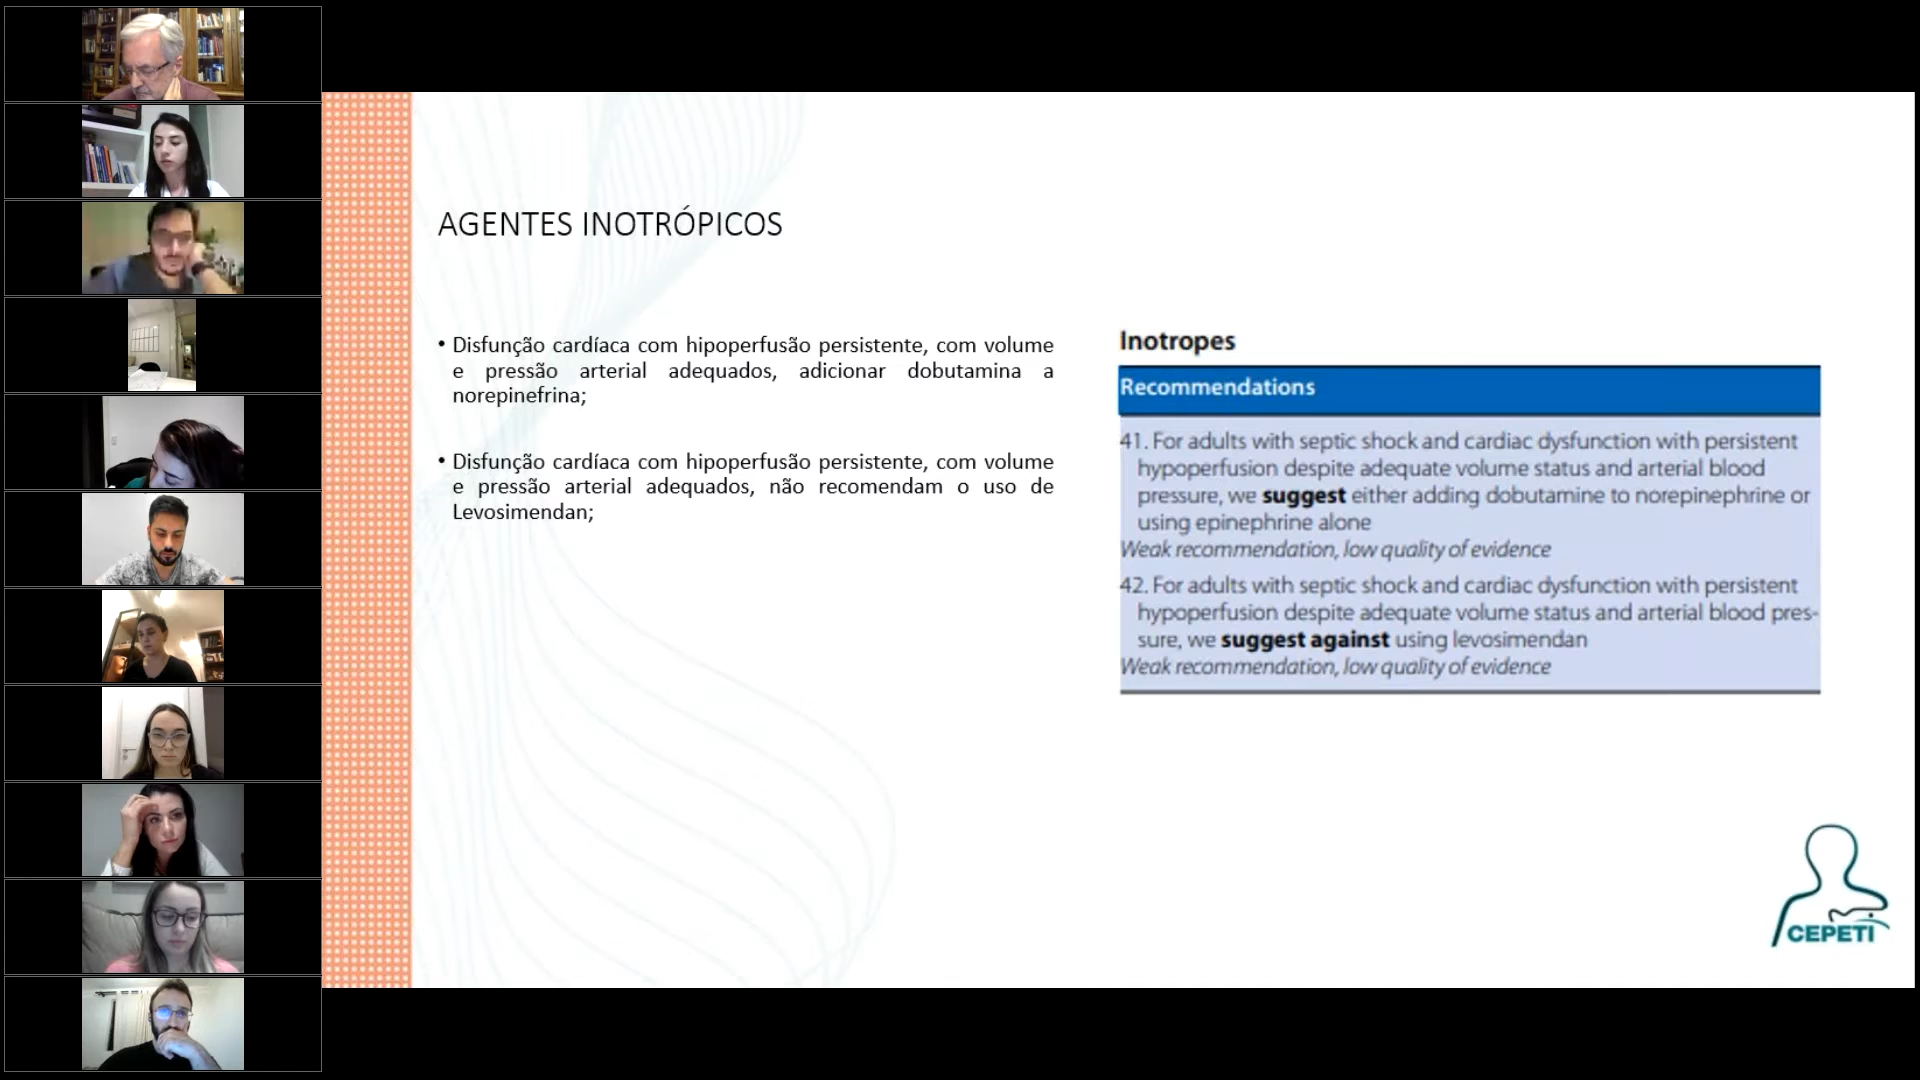 AGENTES INOTRÓPICOS
• Disfunção cardíaca com hipoperfusão persistente, com volume
e pressão arterial adequados, adicionar dobutamina a
norepinefrina;
• Disfunção cardíaca com hipoperfusão persistente, com volume
e pressão arterial adequados, não recomendam o uso de
Levosimendan;
Inotropes
Recommendations
41. For adults with septic shock and cardiac dysfunction with persistent
hypoperfusion despite adequate volume status and arterial blood
pressure, we suggest either adding dobutamine to norepinephrine or
using epinephrine alone
Weak recommendation, low quality of evidence
42. For adults with septic shock and cardiac dysfunction with persistent
hypoperfusion despite adequate volume status and arterial blood pres-
sure, we suggest against using levosimendan
Weak recommendation, low quality of evidence
CEPETI